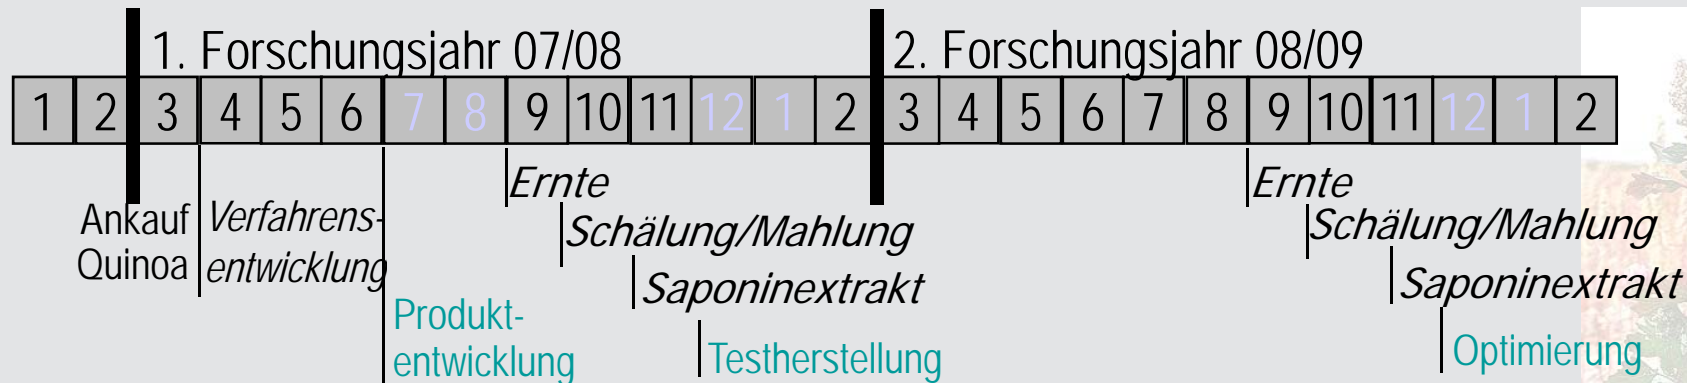 1. Forschungsjahr 07/08 2. Forschungsjahr 08/09
1 2 3 4 5 6 7 8 9 10 11 12 1 2 3 4 5 6 7 8 9 10 11 12 1 2
Ankauf
Quinoa
Verfahrens-
entwicklung
Produkt-
entwicklung
Ernte
Schälung/Mahlung
Saponinextrakt
Testherstellung
Ernte
Schälung/Mahlung
Saponinextrakt
Optimierung